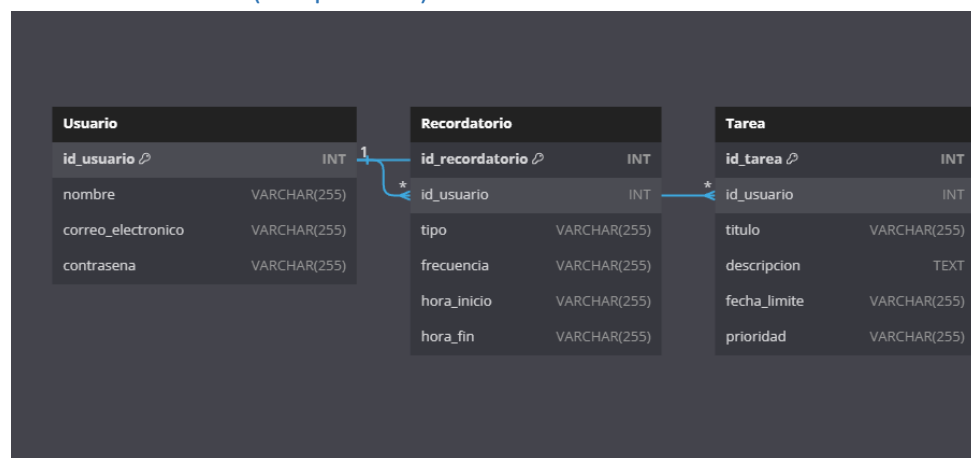 Usuario
id_usuario INT
nombre VARCHAR(255)
correo_electronico VARCHAR(255)
contrasena VARCHAR(255)
1
*
Recordatorio
id_recordatorio INT
id_usuario INT
tipo VARCHAR(255)
frecuencia VARCHAR(255)
hora_inicio VARCHAR(255)
hora_fin VARCHAR(255)
*
Tarea
id_tarea INT
id_usuario INT
titulo VARCHAR(255)
descripcion TEXT
fecha_limite VARCHAR(255)
prioridad VARCHAR(255)